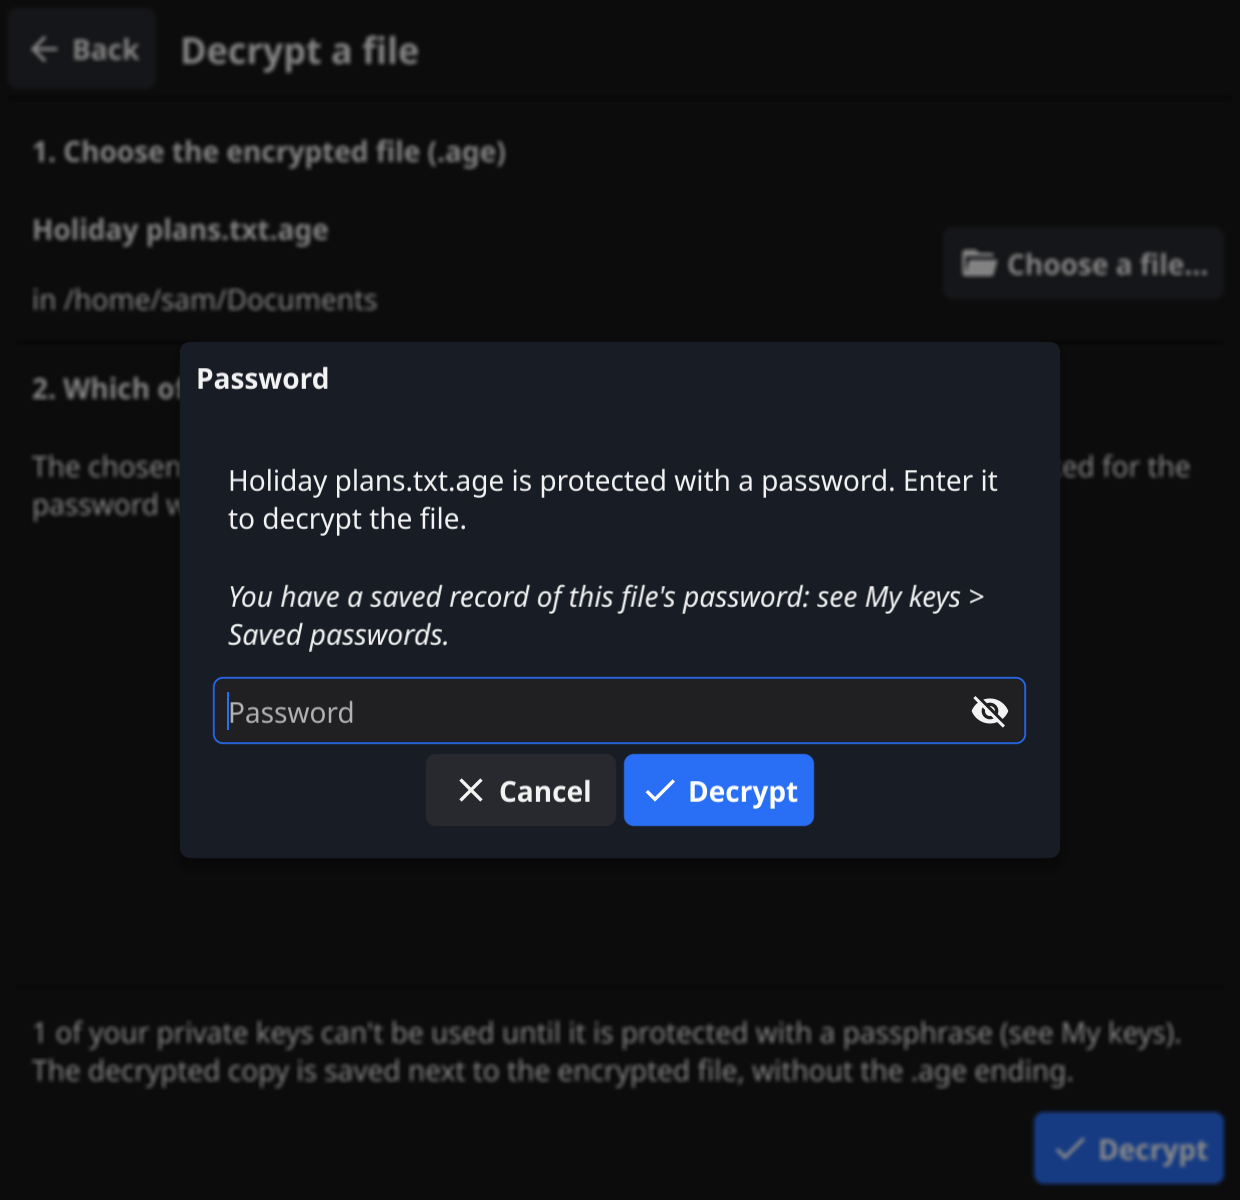 Back
Decrypt a file
1. Choose the encrypted file (.age)
Holiday plans.txt.age
in /home/sam/Documents
Choose a file...
2. Which of
The chosen
ed for the
password
Password
Holiday plans.txt.age is protected with a password. Enter it
to decrypt the file.
You have a saved record of this file's password: see My keys >
Saved passwords.
Password
Cancel
Decrypt
1 of your private keys can't be used until it is protected with a passphrase (see My keys).
The decrypted copy is saved next to the encrypted file, without the .age ending.
Decrypt